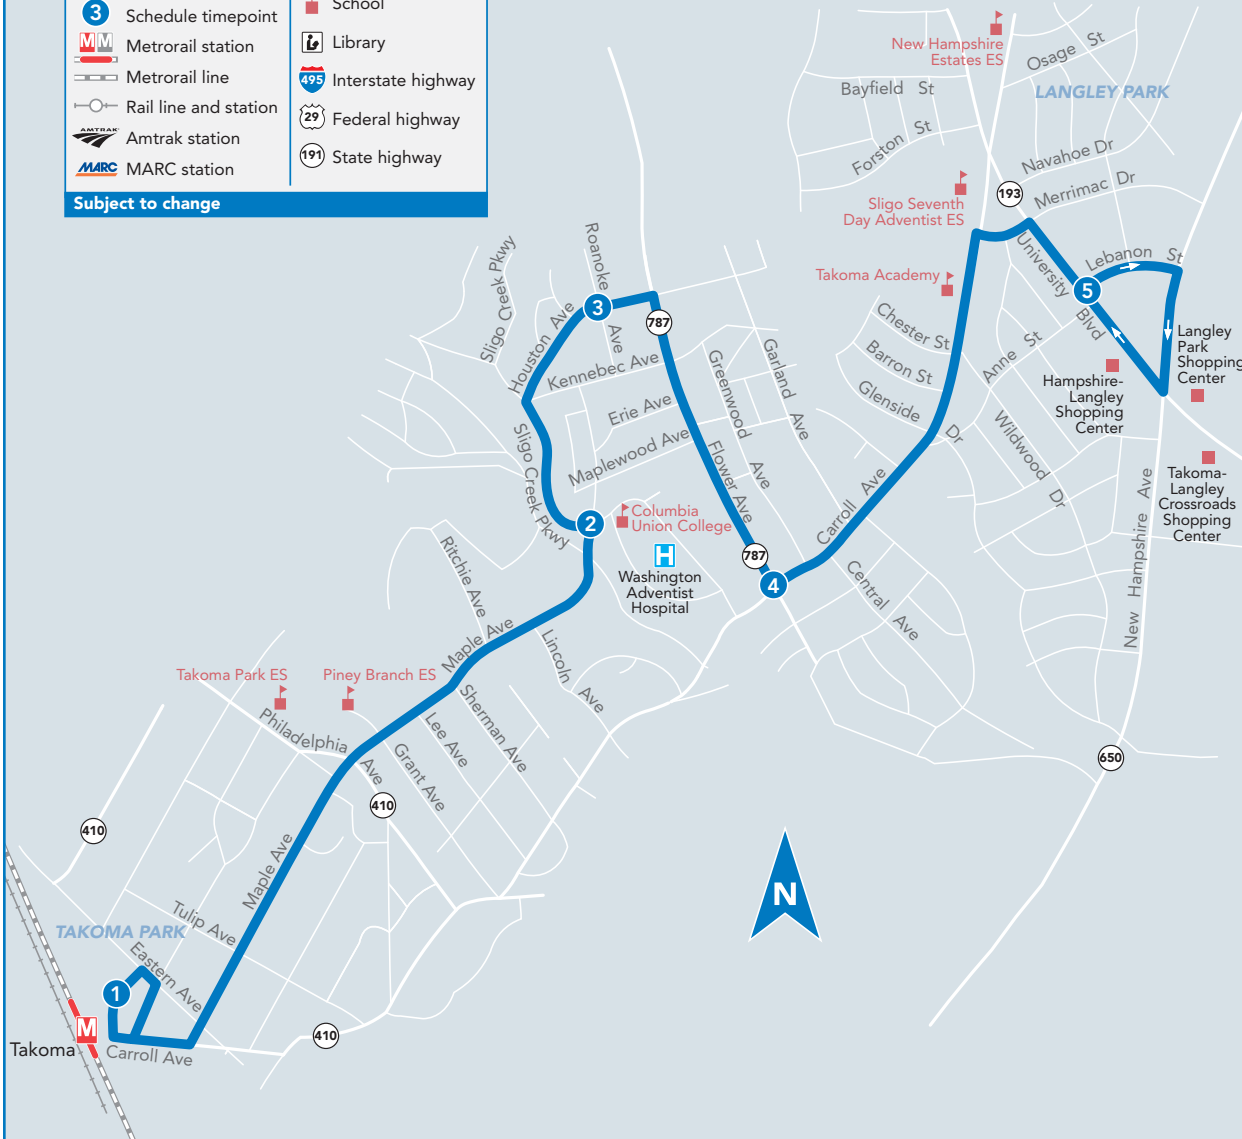 3 Schedule timepoint
Metrorail station
Metrorail line
Rail line and station
AMTRAK Amtrak station
MARC MARC station
School
Library
495 Interstate highway
29 Federal highway
191 State highway
Subject to change
New Hampshire
Estates ES
Osage St
Bayfield St
LANGLEY PARK
Forston St
Navahoe Dr
193
Merrimac Dr
Sligo Seventh
Day Adventist ES
Roanoke Ave
Sligo Creek Pkwy
University Blvd
Lebanon St
Takoma Academy
5
3
Houston Ave
787
Chester St
Langley
Park
Shopping
Center
Barron St
Anne St
Kennebec Ave
Greenwood Ave
Garland Ave
Hampshire-
Langley
Shopping
Center
Glenside Dr
Erie Ave
Wildwood Dr
Maplewood Ave
Flower Ave
Sligo Creek Pkwy
Takoma-
Langley
Crossroads
Shopping
Center
Carroll Ave
2
Columbia
Union College
H
Washington
Adventist
Hospital
787
4
New Hampshire Ave
Ritchie Ave
Central Ave
Maple Ave
Lincoln Ave
Takoma Park ES
Piney Branch ES
Sherman Ave
Philadelphia Ave
Lee Ave
Grant Ave
650
410
410
Maple Ave
N
Tulip Ave
TAKOMA PARK
Eastern Ave
1
M
Takoma
Carroll Ave
410